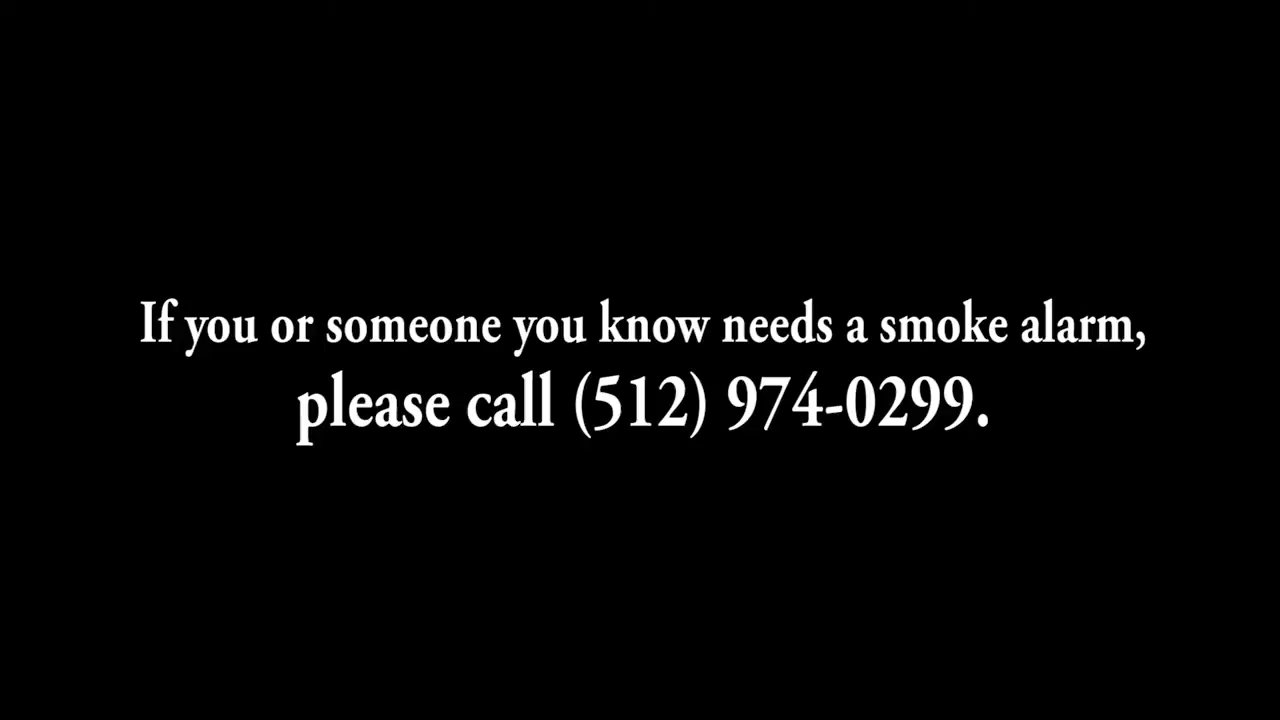 If you or someone you know needs a smoke alarm,
please call (512) 974-0299.